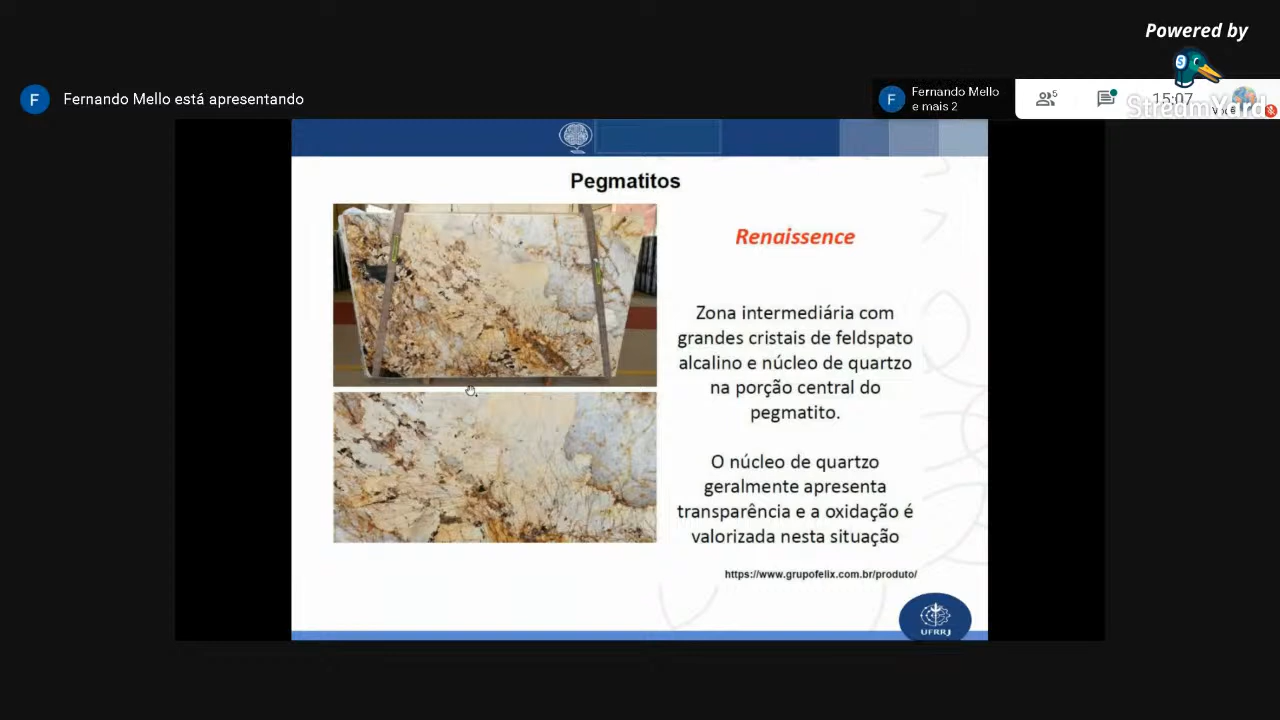 Powered by
StreamYard
Fernando Mello está apresentando
F
F
Fernando Mello
e mais 2
5
15:07
Você
Pegmatitos
Renaissence
Zona intermediária com
grandes cristais de feldspato
alcalino e núcleo de quartzo
na porção central do
pegmatito.
O núcleo de quartzo
geralmente apresenta
transparência e a oxidação é
valorizada nesta situação
https://www.grupofelix.com.br/produto/
UFRRJ